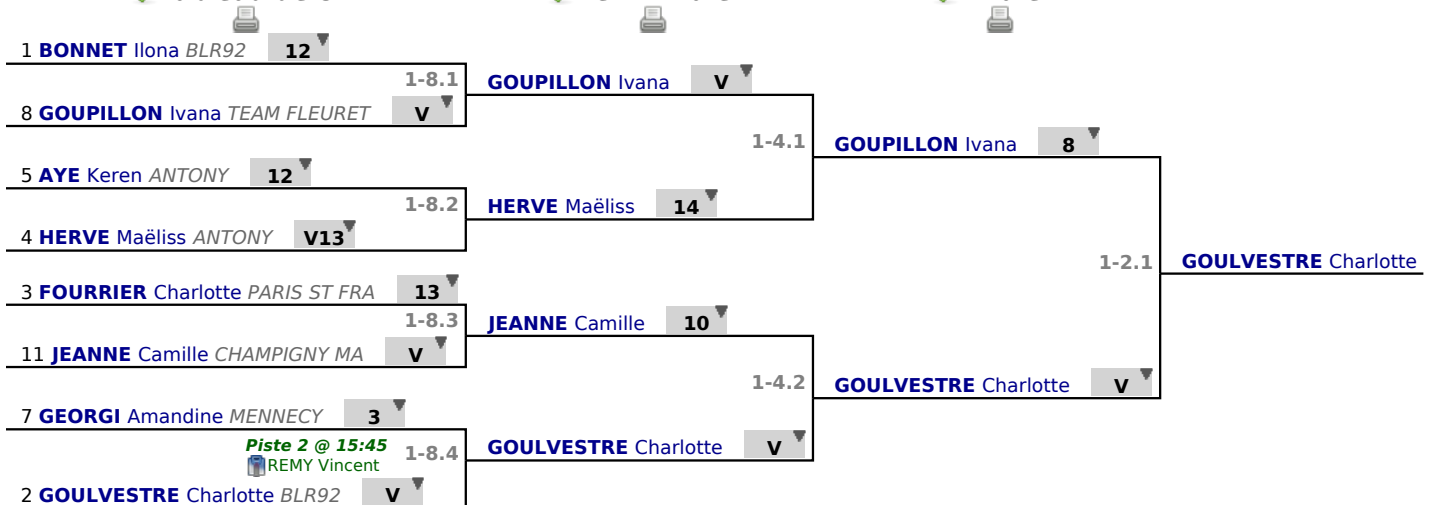 1 BONNET Ilona BLR92 12
1-8.1
8 GOUPILLON Ivana TEAM FLEURET V
5 AYE Keren ANTONY 12
1-8.2
4 HERVE Maëliss ANTONY V13
3 FOURRIER Charlotte PARIS ST FRA 13
1-8.3
11 JEANNE Camille CHAMPIGNY MA V
7 GEORGI Amandine MENNECY 3
Piste 2 @ 15:45
REMY Vincent
1-8.4
2 GOULVESTRE Charlotte BLR92 V
GOUPILLON Ivana V
1-4.1
HERVE Maëliss 14
JEANNE Camille 10
1-4.2
GOULVESTRE Charlotte V
GOUPILLON Ivana 8
1-2.1
GOULVESTRE Charlotte V
GOULVESTRE Charlotte